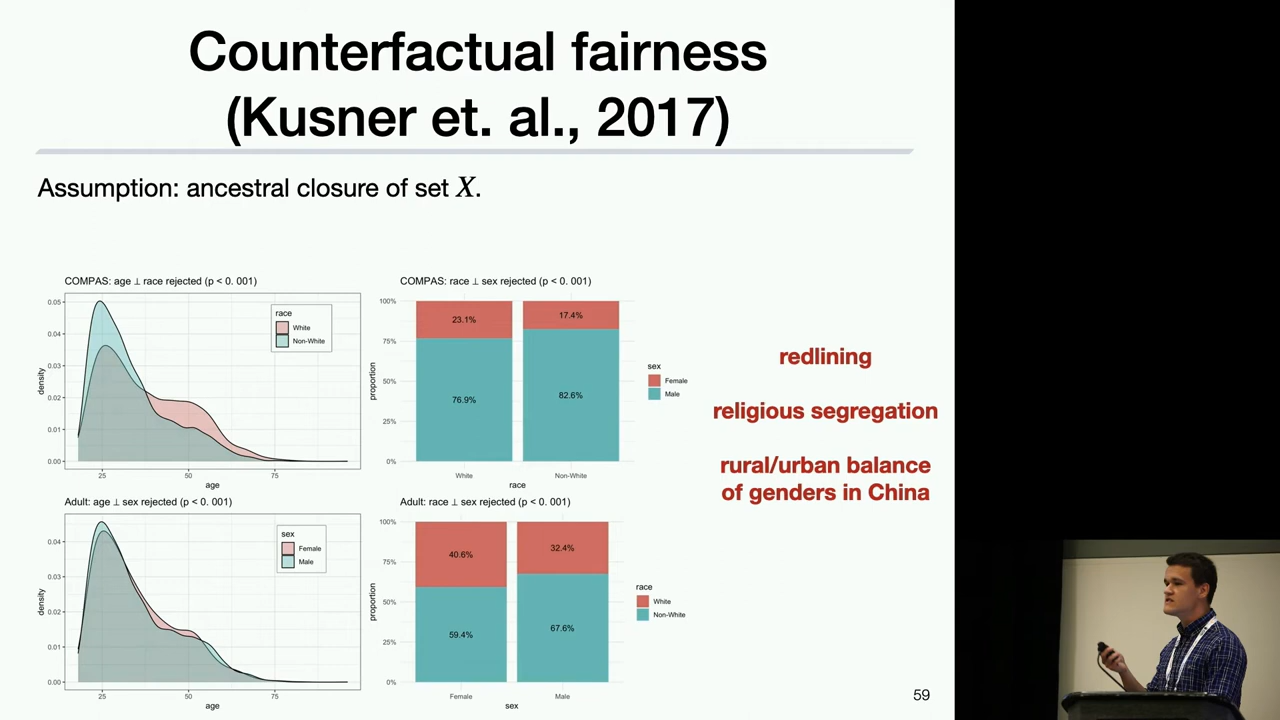 Counterfactual fairness
(Kusner et. al., 2017)
Assumption: ancestral closure of set X.
COMPAS: age ⊥ race rejected (p < 0. 001)
0.05
0.04
0.03
0.02
0.01
0.00
density
25
50
75
age
race
White
Non-White
COMPAS: race ⊥ sex rejected (p < 0. 001)
100%
75%
50%
25%
0%
proportion
23.1%
17.4%
76.9%
82.6%
White
Non-White
race
sex
Female
Male
redlining
religious segregation
rural/urban balance
of genders in China
Adult: age ⊥ sex rejected (p < 0. 001)
0.04
0.03
0.02
0.01
0.00
density
25
50
75
age
sex
Female
Male
Adult: race ⊥ sex rejected (p < 0. 001)
100%
75%
50%
25%
0%
proportion
40.6%
32.4%
59.4%
67.6%
Female
Male
sex
race
White
Non-White
59